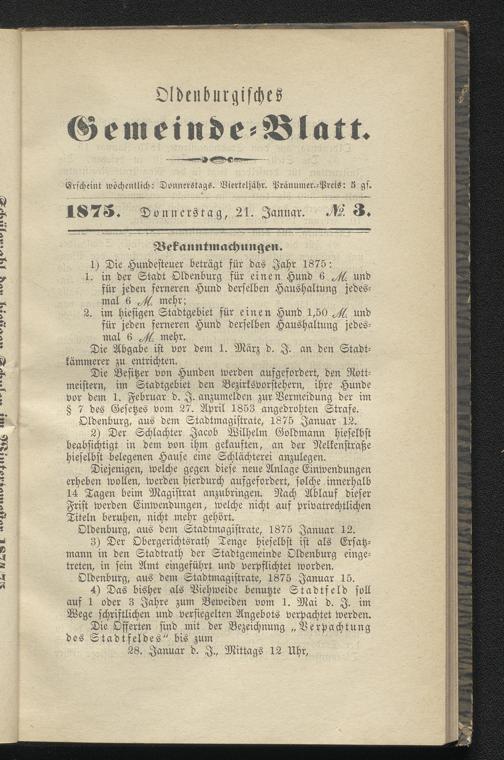 Oldenburgisches
Gemeinde-Blatt.
Erscheint wöchentlich: Donnerstags. Vierteljähr. Pränumer.-Preis: 5 gf.
1875. Donnerstag, 21. Januar. № 3.
Bekanntmachungen.
1) Die Hundesteuer beträgt für das Jahr 1875:
1. in der Stadt Oldenburg für einen Hund 6 M. und
für jeden ferneren Hund derselben Haushaltung jedes-
mal 6 M. mehr;
2. im hiesigen Stadtgebiet für einen Hund 1,50 M. und
für jeden ferneren Hund derselben Haushaltung jedes-
mal 6 M. mehr.
Die Abgabe ist vor dem 1. März d. J. an den Stadt-
kämmerer zu entrichten.
Die Besitzer von Hunden werden aufgefordert, den Rott-
meistern, im Stadtgebiet den Bezirksvorstehern, ihre Hunde
vor dem 1. Februar d. J. anzumelden zur Vermeidung der im
§ 7 des Gesetzes vom 27. April 1853 angedrohten Strafe.
Oldenburg, aus dem Stadtmagistrate, 1875 Januar 12.
2) Der Schlachter Jacob Wilhelm Goldmann hieselbst
beabsichtigt in dem von ihm gekauften, an der Nelkenstraße
hieselbst belegenen Hause eine Schlächterei anzulegen.
Diejenigen, welche gegen diese neue Anlage Einwendungen
erheben wollen, werden hierdurch aufgefordert, solche innerhalb
14 Tagen beim Magistrat anzubringen. Nach Ablauf dieser
Frist werden Einwendungen, welche nicht auf privatrechtlichen
Titeln beruhen, nicht mehr gehört.
Oldenburg, aus dem Stadtmagistrate, 1875 Januar 12.
3) Der Obergerichtsrath Tenge hieselbst ist als Ersatz-
mann in den Stadtrath der Stadtgemeinde Oldenburg einge-
treten, in sein Amt eingeführt und verpflichtet worden.
Oldenburg, aus dem Stadtmagistrate, 1875 Januar 15.
4) Das bisher als Viehweide benutzte Stadtfeld soll
auf 1 oder 3 Jahre zum Beweiden vom 1. Mai d. J. im
Wege schriftlichen und versiegelten Angebots verpachtet werden.
Die Offerten sind mit der Bezeichnung „Verpachtung
des Stadtfeldes" bis zum
28. Januar d. J., Mittags 12 Uhr,